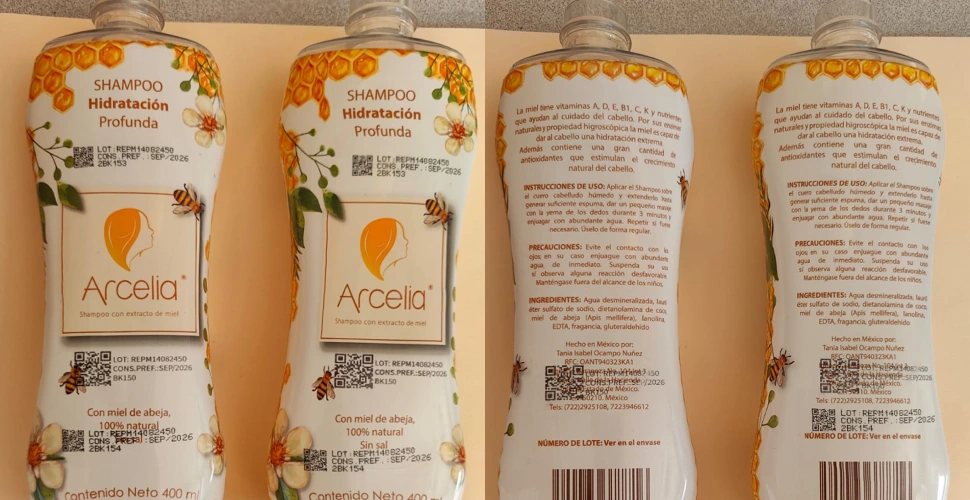 SHAMPOO
Hidratación
Profunda
LOT:REPM14082450
CONS.PREF.:SEP/2026
2BK153
Arcelia®
Shampoo con extracto de miel
LOT: REPM14082450
CONS.PREF:SEP/2026
BK150
Con miel de abeja,
100% natural
LOT:REPM14082450
CONS PREF.:SEP/2026
2BK154
Contenido Neto 400 ml
SHAMPOO
Hidratación
Profunda
LOT:REPM14082450
CONS.PREF.:SEP/2026
2BK153
Arcelia®
Shampoo con extracto de miel
LOT: REPM14082450
CONS.PREF:SEP/2026
BK150
Con miel de abeja,
100% natural
Sin sal
LOT:REPM14082450
CONS PREF.:SEP/2026
2BK154
Contenido Neto 400 ml
La miel tiene vitaminas A, D, E, B1, C, K y nutrientes
que ayudan al cuidado del cabello. Por sus enzimas
naturales y propiedad higroscópica la miel es capaz de
dar al cabello una hidratación extrema.
Además contiene una gran cantidad de
antioxidantes que estimulan el crecimiento
natural del cabello.
INSTRUCCIONES DE USO: Aplicar el Shampoo sobre
el cuero cabelludo húmedo y extenderlo hasta
generar suficiente espuma, dar un pequeño masaje
con la yema de los dedos durante 3 minutos y
enjuagar con abundante agua. Repetir si fuere
necesario. Úselo de forma regular.
PRECAUCIONES: Evite el contacto con los
ojos, en su caso enjuague con abundante
agua de inmediato. Suspenda su uso
si observa alguna reacción desfavorable.
Manténgase fuera del alcance de los niños.
INGREDIENTES: Agua desmineralizada, lauril
éter sulfato de sodio, dietanolamina de coco,
miel de abeja (Apis mellifera), lanolina,
EDTA, fragancia, gluteraldehido
Hecho en México por:
Tania Isabel Ocampo Nuñez
RFC: OANT940323KA1
México.
Tels: (722)2925108, 7223946612
NÚMERO DE LOTE: Ver en el envase
La miel tiene vitaminas A, D, E, B1, C, K y nutrientes
que ayudan al cuidado del cabello. Por sus enzimas
naturales y propiedad higroscópica la miel es capaz de
dar al cabello una hidratación extrema.
Además contiene una gran cantidad de
antioxidantes que estimulan el crecimiento
natural del cabello.
INSTRUCCIONES DE USO: Aplicar el Shampoo sobre
el cuero cabelludo húmedo y extenderlo hasta
generar suficiente espuma, dar un pequeño masaje
con la yema de los dedos durante 3 minutos y
enjuagar con abundante agua. Repetir si fuere
necesario. Úselo de forma regular.
PRECAUCIONES: Evite el contacto con los
ojos, en su caso enjuague con abundante
agua de inmediato. Suspenda su uso
si observa alguna reacción desfavorable.
Manténgase fuera del alcance de los niños.
INGREDIENTES: Agua desmineralizada, lauril
éter sulfato de sodio, dietanolamina de coco,
miel de abeja (Apis mellifera), lanolina,
EDTA, fragancia, gluteraldehido
Hecho en México por:
Tania Isabel Ocampo Nuñez
RFC: OANT940323KA1
de México.
Tels: (722)2925108, 7223946612
LOT:REPM14082450
CONS PREF.:SEP/2026
2BK154
NÚMERO DE LOTE: Ver en el envase